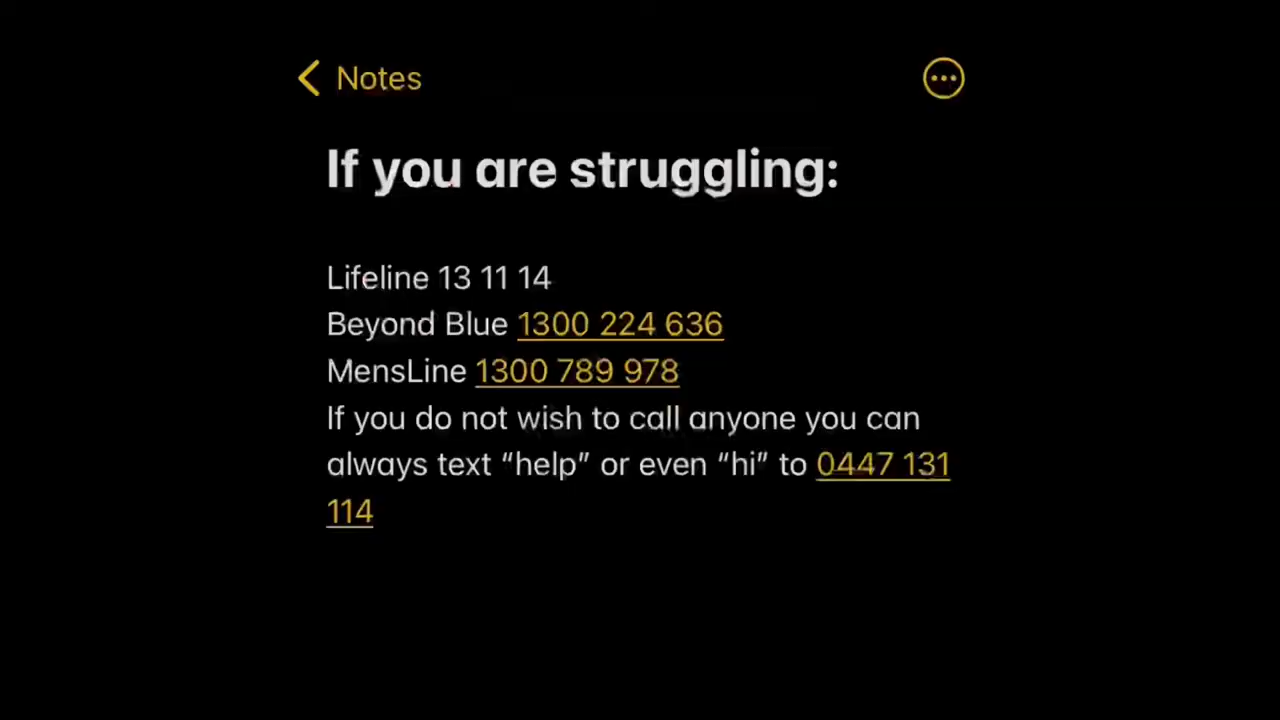 Notes
If you are struggling:
Lifeline 13 11 14
Beyond Blue 1300 224 636
MensLine 1300 789 978
If you do not wish to call anyone you can
always text “help” or even “hi” to 0447 131
114